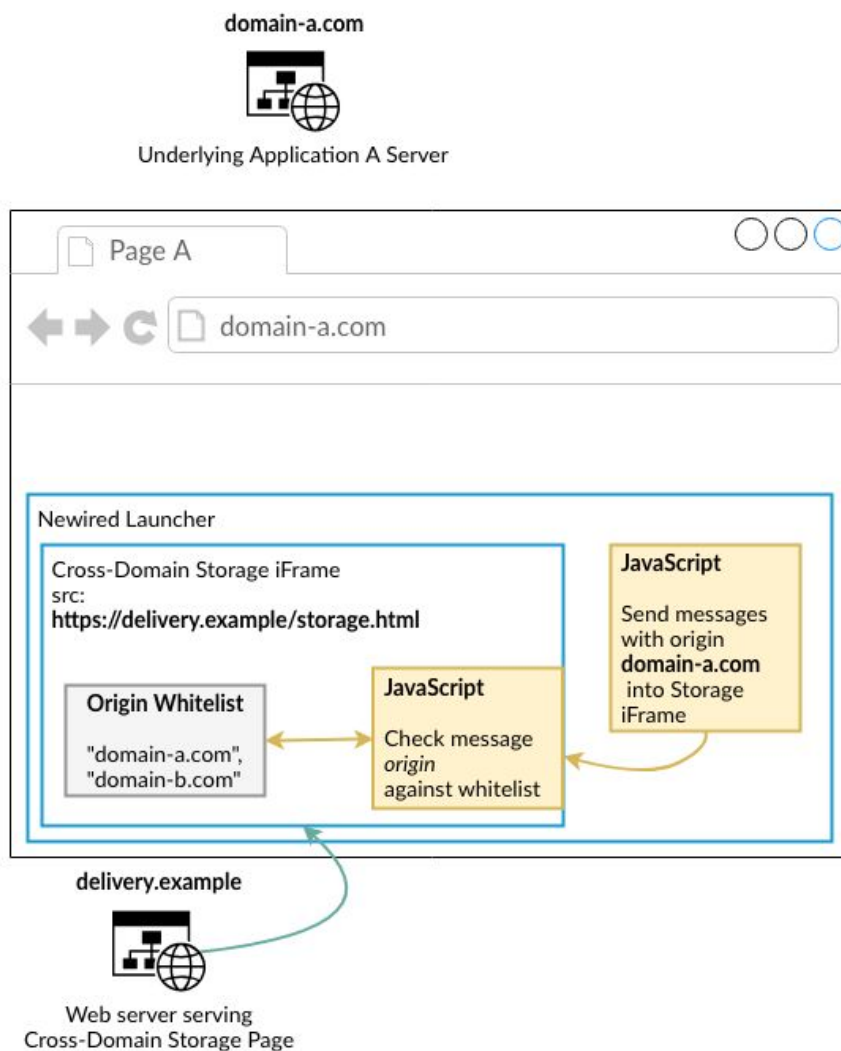 domain-a.com
Underlying Application A Server
Page A
domain-a.com
Newired Launcher
Cross-Domain Storage iFrame
src:
https://delivery.example/storage.html
Origin Whitelist
"domain-a.com",
"domain-b.com"
JavaScript
Check message
origin
against whitelist
JavaScript
Send messages
with origin
domain-a.com
into Storage
iFrame
delivery.example
Web server serving
Cross-Domain Storage Page